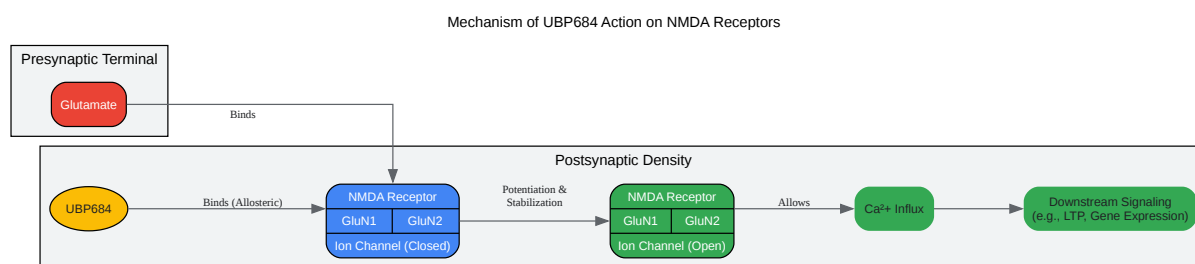 Mechanism of UBP684 Action on NMDA Receptors
Presynaptic Terminal
Glutamate
Binds
Postsynaptic Density
UBP684
Binds (Allosteric)
NMDA Receptor
GluN1
GluN2
Ion Channel (Closed)
Potentiation &
Stabilization
NMDA Receptor
GluN1
GluN2
Ion Channel (Open)
Allows
Ca²+ Influx
Downstream Signaling
(e.g., LTP, Gene Expression)